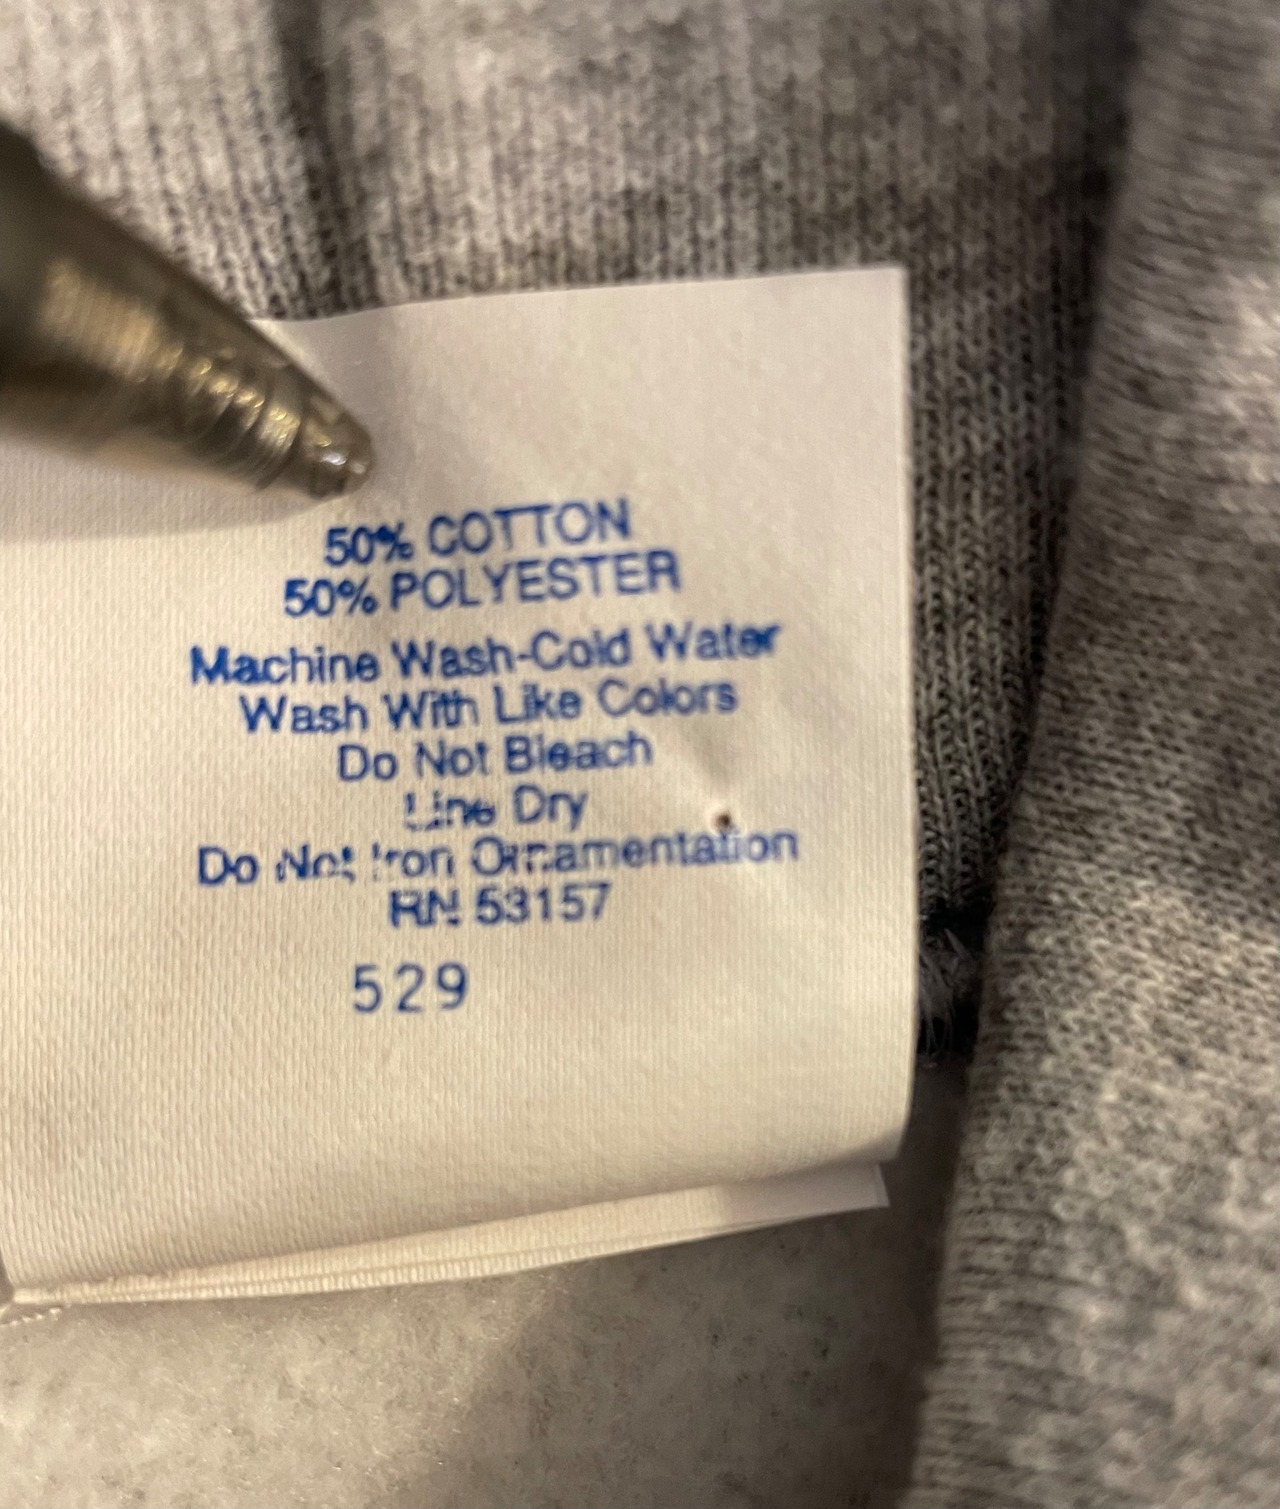 50% COTTON
50% POLYESTER
Machine Wash-Cold Water
Wash With Like Colors
Do Not Bleach
Line Dry
Do Not Iron Ornamentation
RN 53157
529